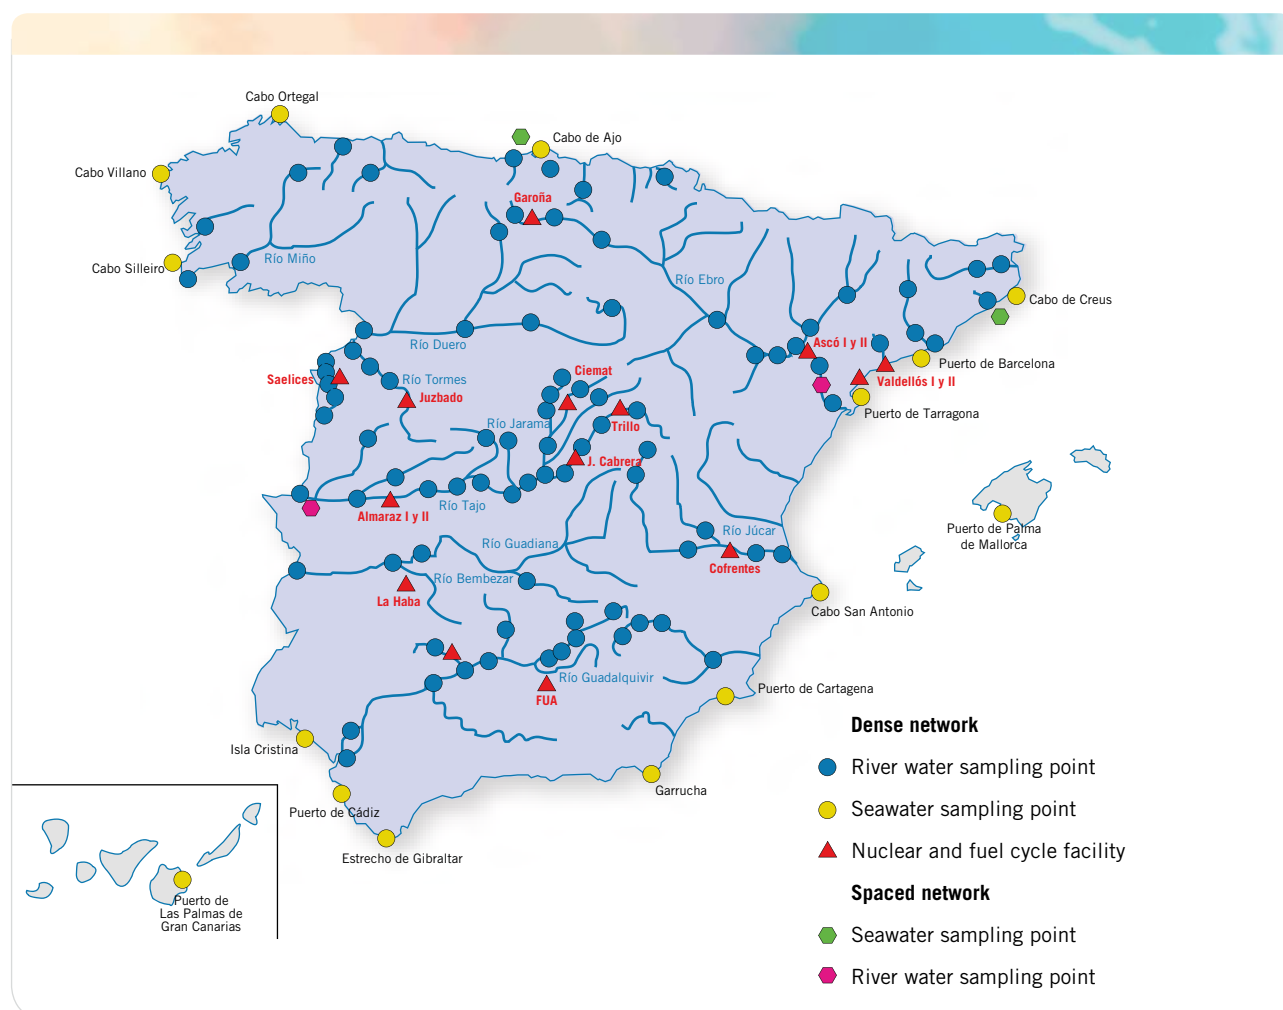 Cabo Ortegal
Cabo de Ajo
Cabo Villano
Garoña
Río Miño
Cabo Silleiro
Río Ebro
Cabo de Creus
Río Duero
Ascó I y II
Puerto de Barcelona
Saelices
Río Tormes
Ciemat
Valdellós I y II
Juzbado
Puerto de Tarragona
Río Jarama
Trillo
J. Cabrera
Río Tajo
Almaraz I y II
Puerto de Palma
de Mallorca
Río Júcar
Río Guadiana
Cofrentes
Río Bembezar
La Haba
Cabo San Antonio
Río Guadalquivir
FUA
Puerto de Cartagena
Isla Cristina
Garrucha
Puerto de Cádiz
Estrecho de Gibraltar
Puerto de
Las Palmas de
Gran Canarias
Dense network
River water sampling point
Seawater sampling point
Nuclear and fuel cycle facility
Spaced network
Seawater sampling point
River water sampling point